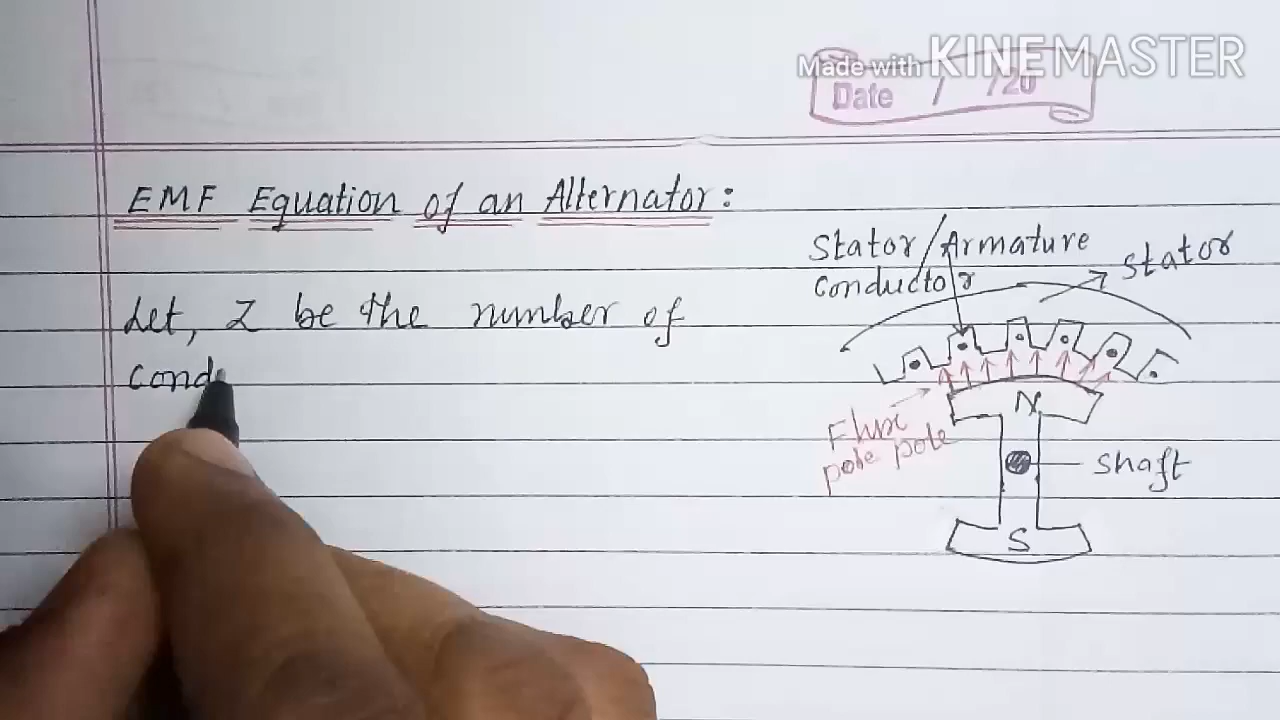 Made with KINEMASTER
Date / /20
EMF Equation of an Alternator:
Stator/Armature
conductor
stator
Let, Z be the number of
cond
N
Flux
pole pole
shaft
S